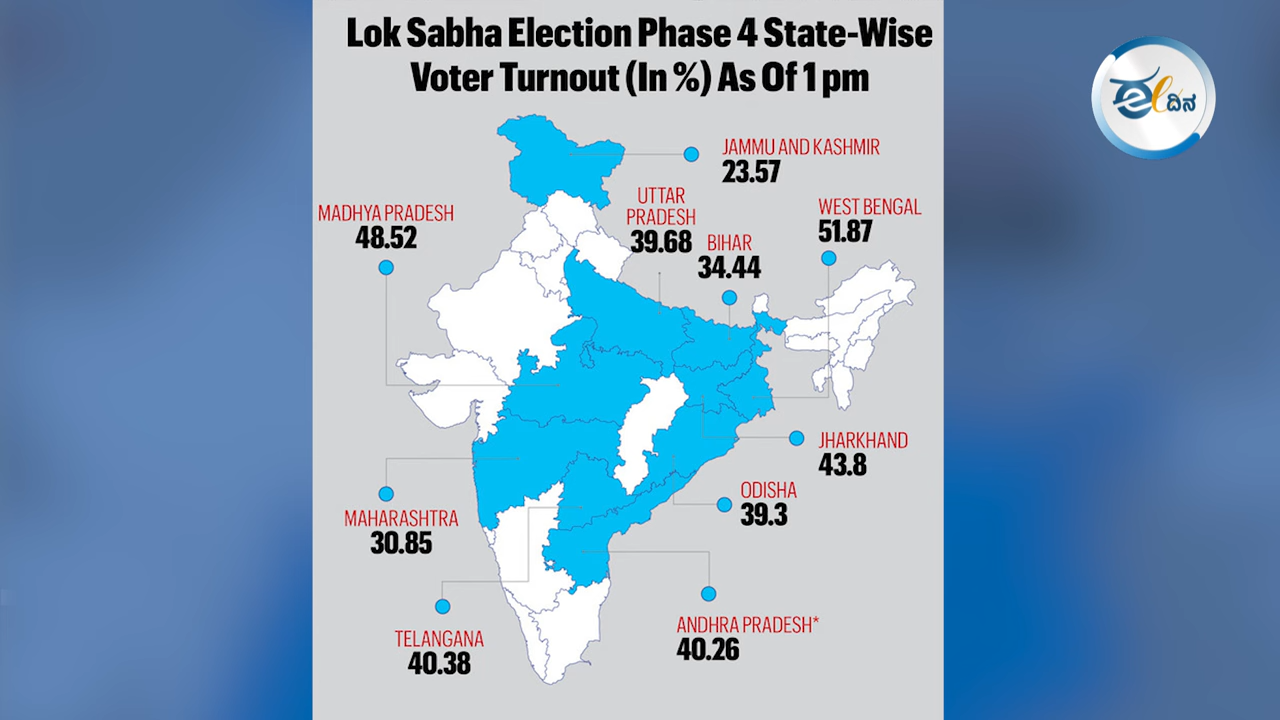 Lok Sabha Election Phase 4 State-Wise
Voter Turnout (In %) As Of 1 pm
ಈ e ದಿನ
JAMMU AND KASHMIR
23.57
UTTAR
PRADESH
39.68
MADHYA PRADESH
48.52
WEST BENGAL
51.87
BIHAR
34.44
JHARKHAND
43.8
ODISHA
39.3
MAHARASHTRA
30.85
ANDHRA PRADESH*
40.26
TELANGANA
40.38